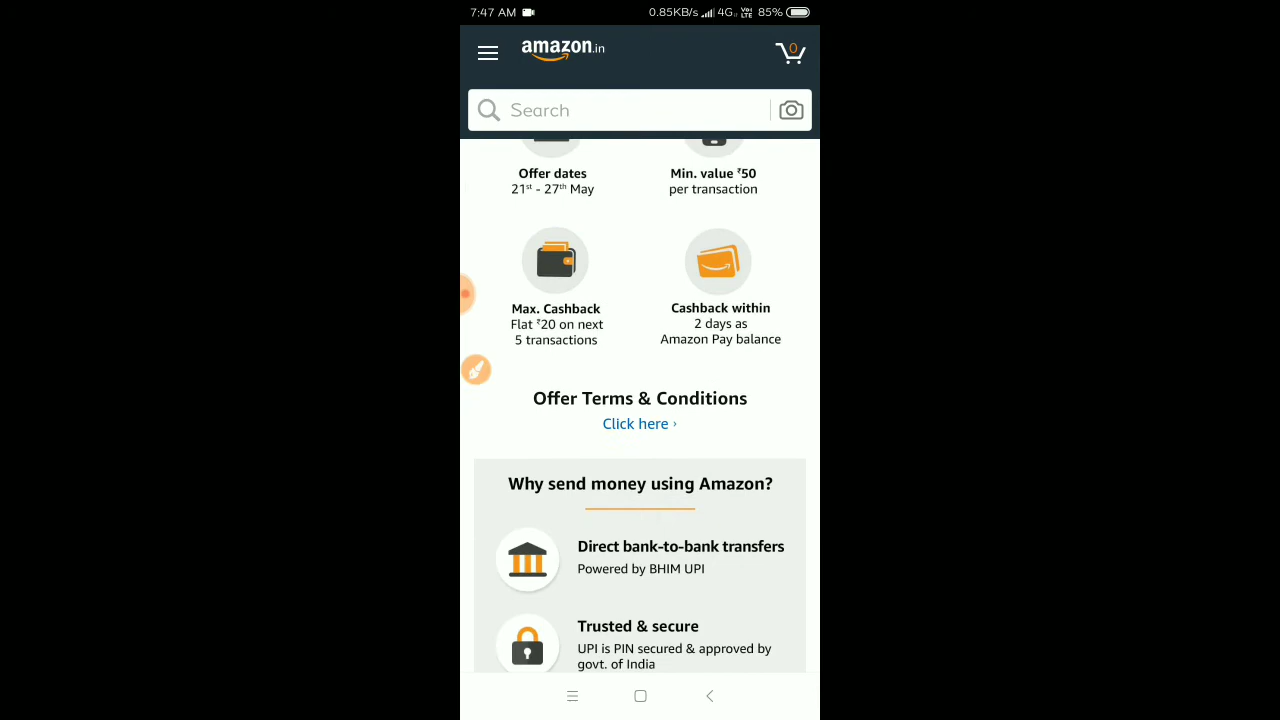 7:47 AM 0.85KB/s 4G Vo LTE 85%
amazon.in
0
Search
Offer dates
21st - 27th May
Min. value ₹50
per transaction
Max. Cashback
Flat ₹20 on next
5 transactions
Cashback within
2 days as
Amazon Pay balance
Offer Terms & Conditions
Click here ›
Why send money using Amazon?
Direct bank-to-bank transfers
Powered by BHIM UPI
Trusted & secure
UPI is PIN secured & approved by
govt. of India